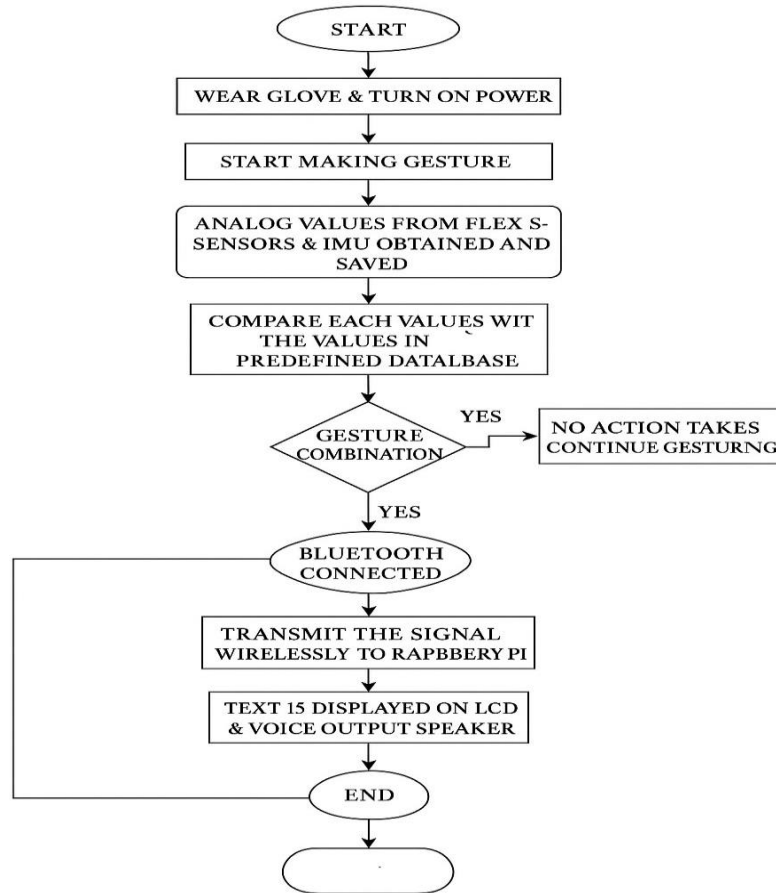 START
WEAR GLOVE & TURN ON POWER
START MAKING GESTURE
ANALOG VALUES FROM FLEX S-
SENSORS & IMU OBTAINED AND
SAVED
COMPARE EACH VALUES WIT
THE VALUES IN `
PREDEFINED DATALBASE
GESTURE
COMBINATION
YES
NO ACTION TAKES
CONTINUE GESTURNG
YES
BLUETOOTH
CONNECTED
TRANSMIT THE SIGNAL
WIRELESSLY TO RAPBBERY PI
TEXT 15 DISPLAYED ON LCD
& VOICE OUTPUT SPEAKER
END